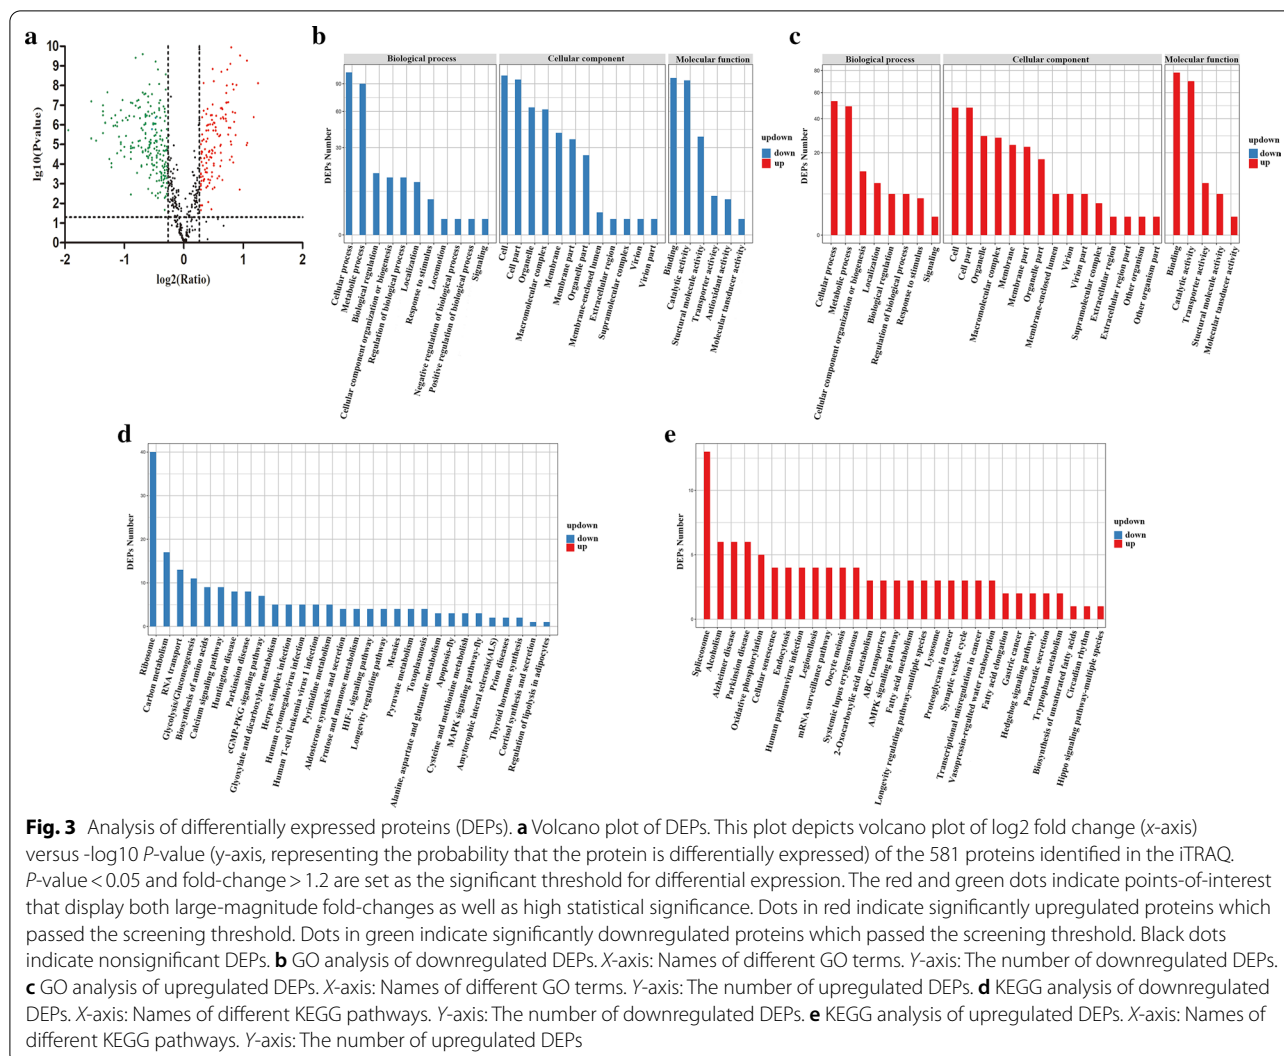 a
10
9
8
7
6
5
4
3
2
1
0
lg10(Pvalue)
-2
-1
0
1
2
log2(Ratio)
b
Biological process
Cellular component
Molecular function
DEPs Number
Cellular process
Metabolic process
Biological regulation
Cellular component organization or biogenesis
Regulation of biological process
Localization
Response to stimulus
Locomotion
Negative regulation of biological process
Positive regulation of biological process
Signaling
Cell
Cell part
Organelle
Macromolecular complex
Membrane
Membrane part
Organelle part
Membrane-enclosed lumen
Extracellular region
Supramolecular complex
Virion
Virion part
Binding
Catalytic activity
Stuctural molecule activity
Transporter activiey
Antioxidant activity
Molecular tansducer activity
updown
down
up
c
Biological process
Cellular component
Molecular function
DEPs Number
Cellular process
Metabolic process
Cellular component organization or biogenesis
Localization
Biological regulation
Regulation of biological process
Response to stimulus
Signaling
Cell
Cell part
Organelle
Macromolecular complex
Membrane
Membrane part
Organelle part
Membrane-enclosed lumen
Virion
Virion part
Supramolecular complex
Extracellular region
Extracellular region part
Other organism
Other organism part
Binding
Catalytic activity
Transporter activiey
Stuctural molecule activity
Molecular tansducer activity
updown
down
up
d
DEPs Number
40
30
20
10
0
Ribosome
Carbon metabolism
RNA transport
Glycolysis/Gluconeogenesis
Biosynthesis of amino acids
Calcium signaling pathway
Huntington disease
Parkinson disease
cGMP-PKG signaling pathway
Glyoxylate and dicarboxylate metabolism
Herpes simplex infection
Human cytomegalovirus infection
Human T-cell leukemia virus 1 infection
Pyrimidine metabolism
Aldosterone synthesis and secretion
Frutose and mannose metabolism
HIF-1 signaling pathway
Longevity regulating pathway
Measles
Pyruvate metabolism
Toxoplasmosis
Alanine, aspartate and glutamate metabolism
Apoptosis-fly
Cysteine and methionine metabolish
MAPK signaling pathway-fly
Amytorophic lateral sclerosis(ALS)
Prion diseases
Thyroid hormone synthesis
Cortisol synthesis and secretion
Regulation of lipolysis in adipocytes
updown
down
up
e
DEPs Number
10
5
0
Spliceosome
Alcoholism
Alzheimer disease
Parkinson disease
Oxidative phosphorylation
Cellular senecence
Endocytosis
Human papillomavirus infection
Legionellosis
mRNA surveillance pathway
Oocyte meiosis
Systemic lupus erygematosus
2-Oxocarboxylic acid metabolism
ABC transporters
AMPK signaling pathway
Fatty acid metabolism
Longevity regulating pathway-multiple species
Lysosome
Proteoglycans in cancer
Synaptic vesicle cycle
Transcriptional misregulation in cancer
Vasopressin-regulited water reaborption
Fatty acid elongation
Gastric cancer
Hedgehog signaling pathway
Pancreatic secretion
Tryptophan metabolism
Biosynthesis of unsaturated fatty acids
Circadian rhythm
Hippo signaling pathway-multiple species
updown
down
up
Fig. 3 Analysis of differentially expressed proteins (DEPs). a Volcano plot of DEPs. This plot depicts volcano plot of log2 fold change (x-axis)
versus -log10 P-value (y-axis, representing the probability that the protein is differentially expressed) of the 581 proteins identified in the iTRAQ.
P-value < 0.05 and fold-change > 1.2 are set as the significant threshold for differential expression. The red and green dots indicate points-of-interest
that display both large-magnitude fold-changes as well as high statistical significance. Dots in red indicate significantly upregulated proteins which
passed the screening threshold. Dots in green indicate significantly downregulated proteins which passed the screening threshold. Black dots
indicate nonsignificant DEPs. b GO analysis of downregulated DEPs. X-axis: Names of different GO terms. Y-axis: The number of downregulated DEPs.
c GO analysis of upregulated DEPs. X-axis: Names of different GO terms. Y-axis: The number of upregulated DEPs. d KEGG analysis of downregulated
DEPs. X-axis: Names of different KEGG pathways. Y-axis: The number of downregulated DEPs. e KEGG analysis of upregulated DEPs. X-axis: Names of
different KEGG pathways. Y-axis: The number of upregulated DEPs